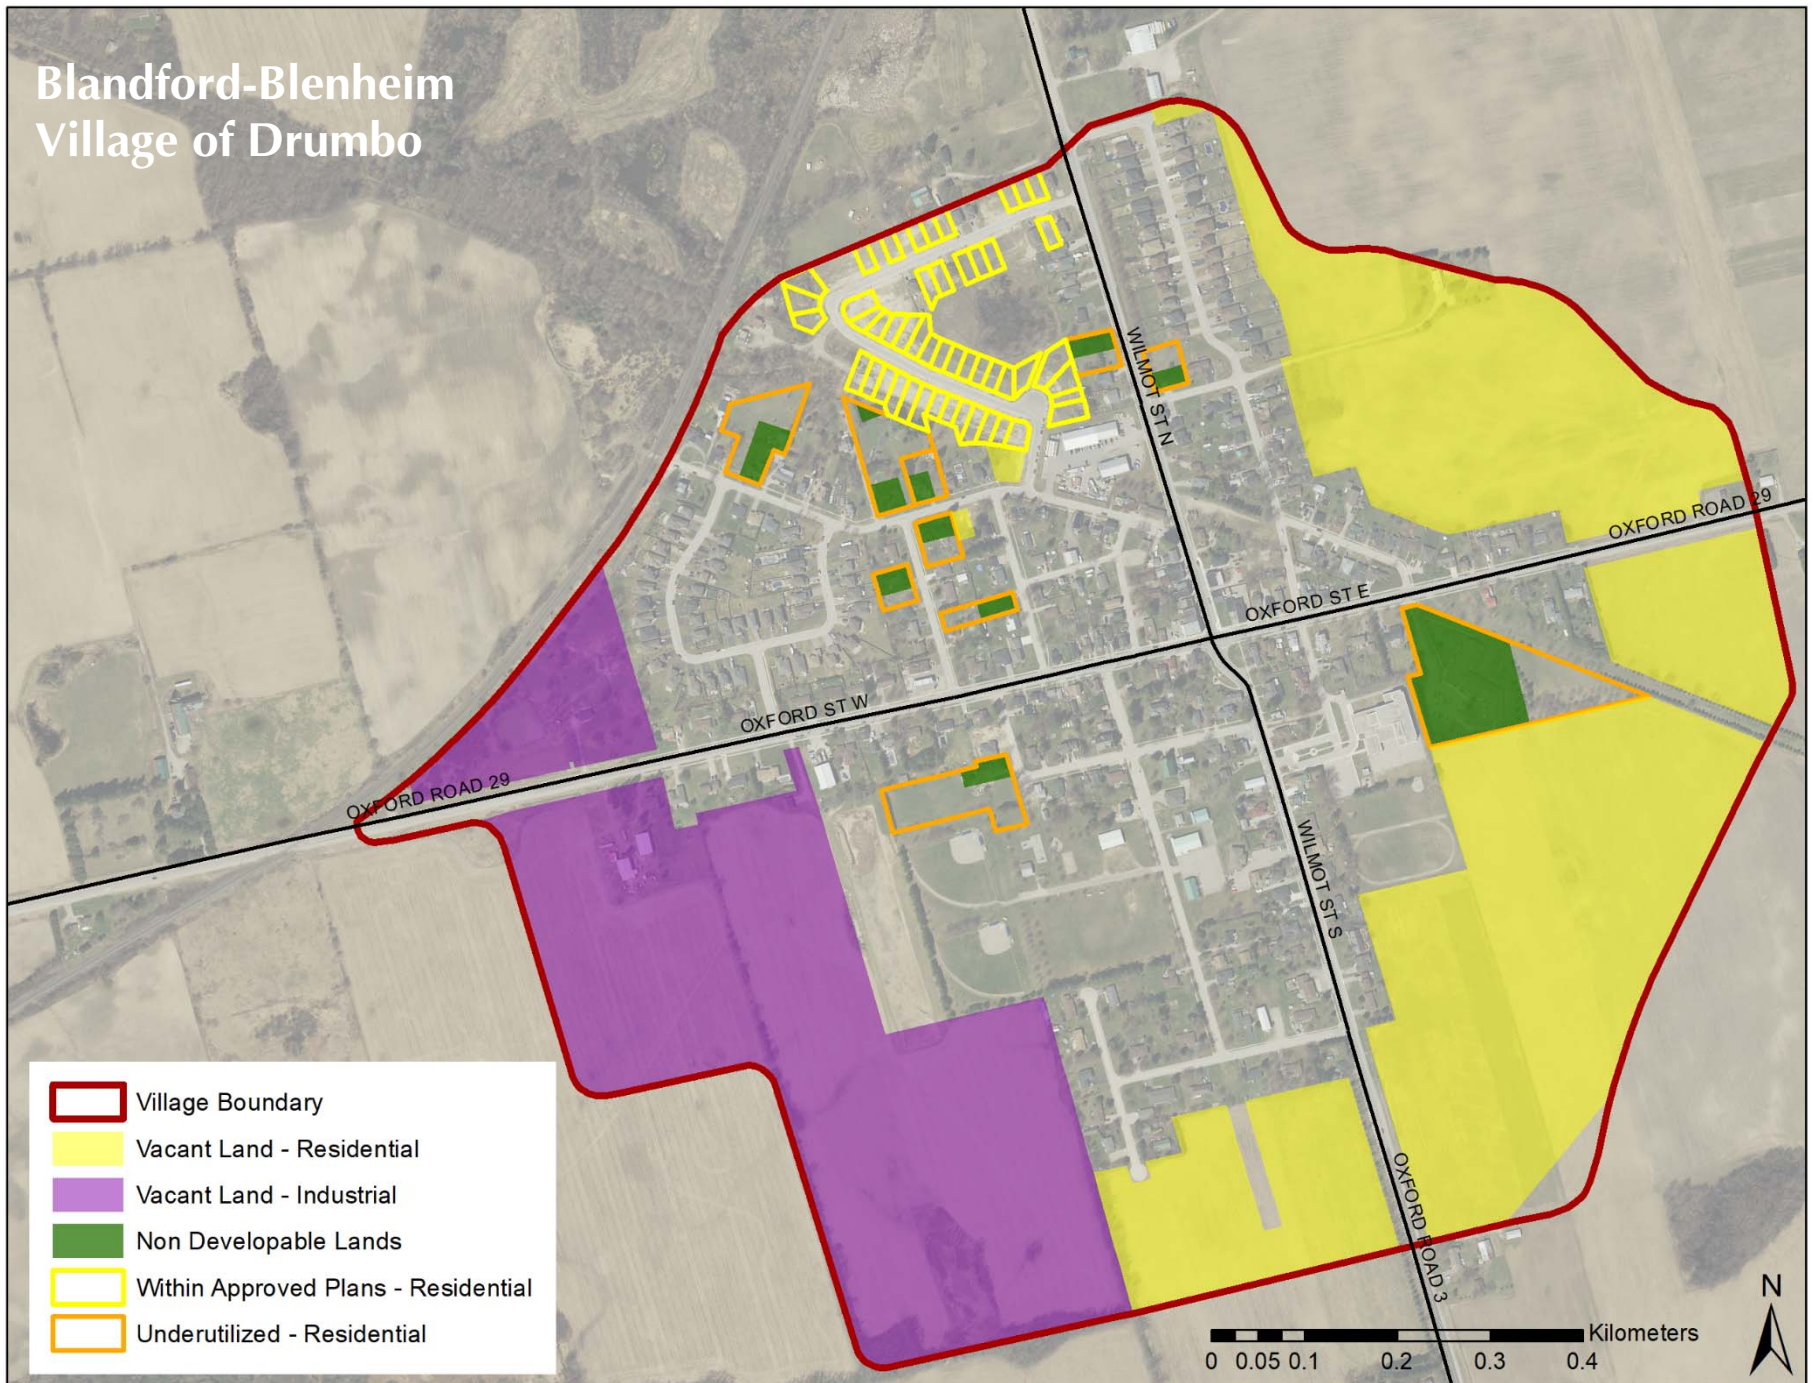 Blandford-Blenheim
Village of Drumbo
WILMOT ST N
OXFORD ROAD 29
OXFORD ST E
OXFORD ST W
OXFORD ROAD 29
WILMOT ST S
OXFORD ROAD 3
Village Boundary
Vacant Land - Residential
Vacant Land - Industrial
Non Developable Lands
Within Approved Plans - Residential
Underutilized - Residential
N
Kilometers
0 0.05 0.1 0.2 0.3 0.4